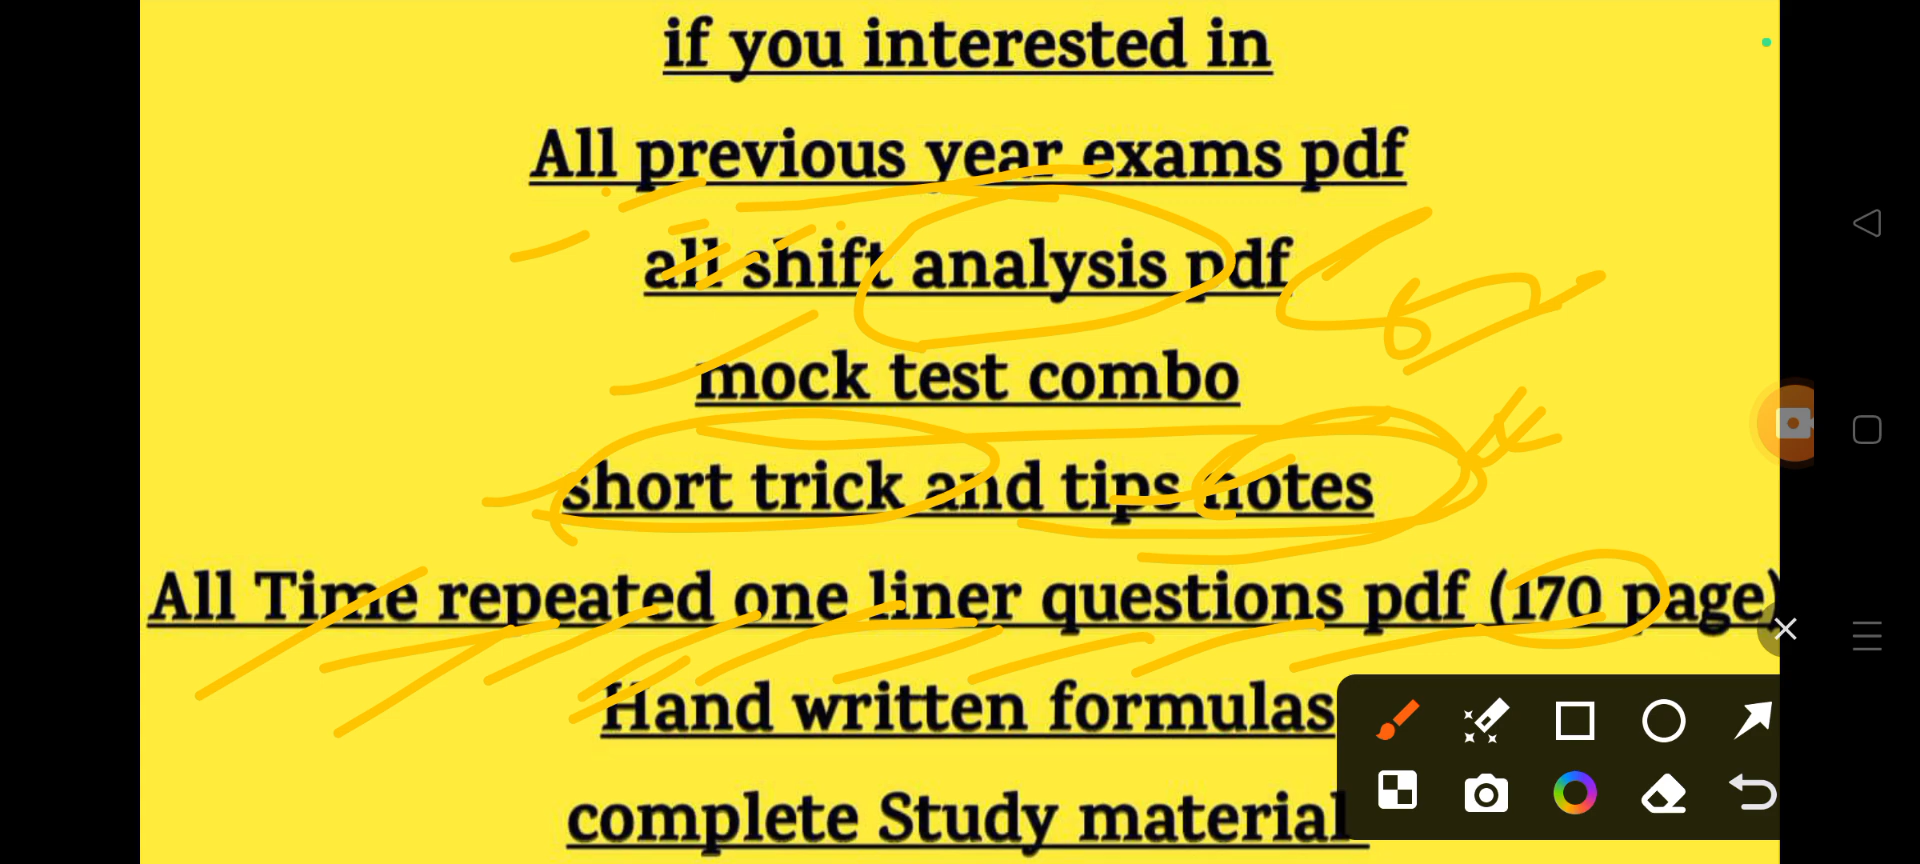 if you interested in
All previous year exams pdf
all shift analysis pdf
mock test combo
short trick and tips notes
All Time repeated one liner questions pdf (170 page)
Hand written formulas
complete Study material